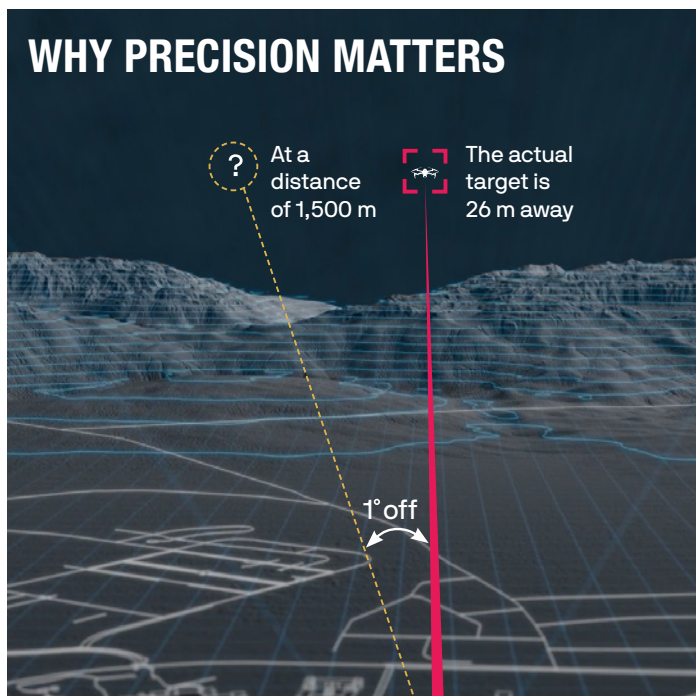 WHY PRECISION MATTERS
?
At a
distance
of 1,500 m
The actual
target is
26 m away
1° off